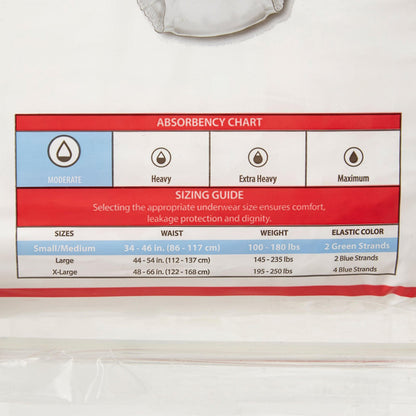 ABSORBENCY CHART
MODERATE Heavy Extra Heavy Maximum
SIZING GUIDE
Selecting the appropriate underwear size ensures comfort,
leakage protection and dignity.
SIZES WAIST WEIGHT ELASTIC COLOR
Small/Medium 34 - 46 in. (86 - 117 cm) 100 - 180 lbs 2 Green Strands
Large 44 - 54 in. (112 - 137 cm) 145 - 235 lbs 2 Blue Strands
X-Large 48 - 66 in. (122 - 168 cm) 195 - 250 lbs 4 Blue Strands